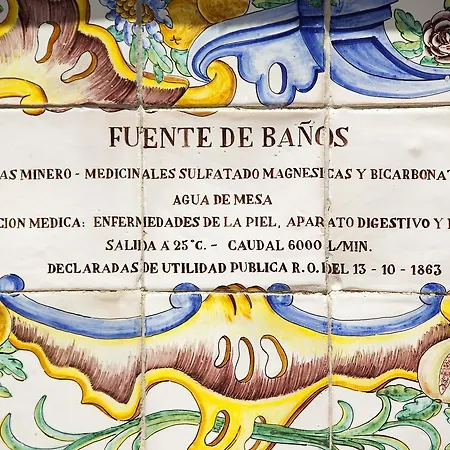 FUENTE DE BAÑOS
AS MINERO - MEDICINALES SULFATADO MAGNESICAS Y BICARBONAT
AGUA DE MESA
CION MEDICA: ENFERMEDADES DE LA PIEL, APARATO DIGESTIVO Y
SALIDA A 25°C. - CAUDAL 6000 L/MIN.
DECLARADAS DE UTILIDAD PUBLICA R.O. DEL 13 - 10 - 1863